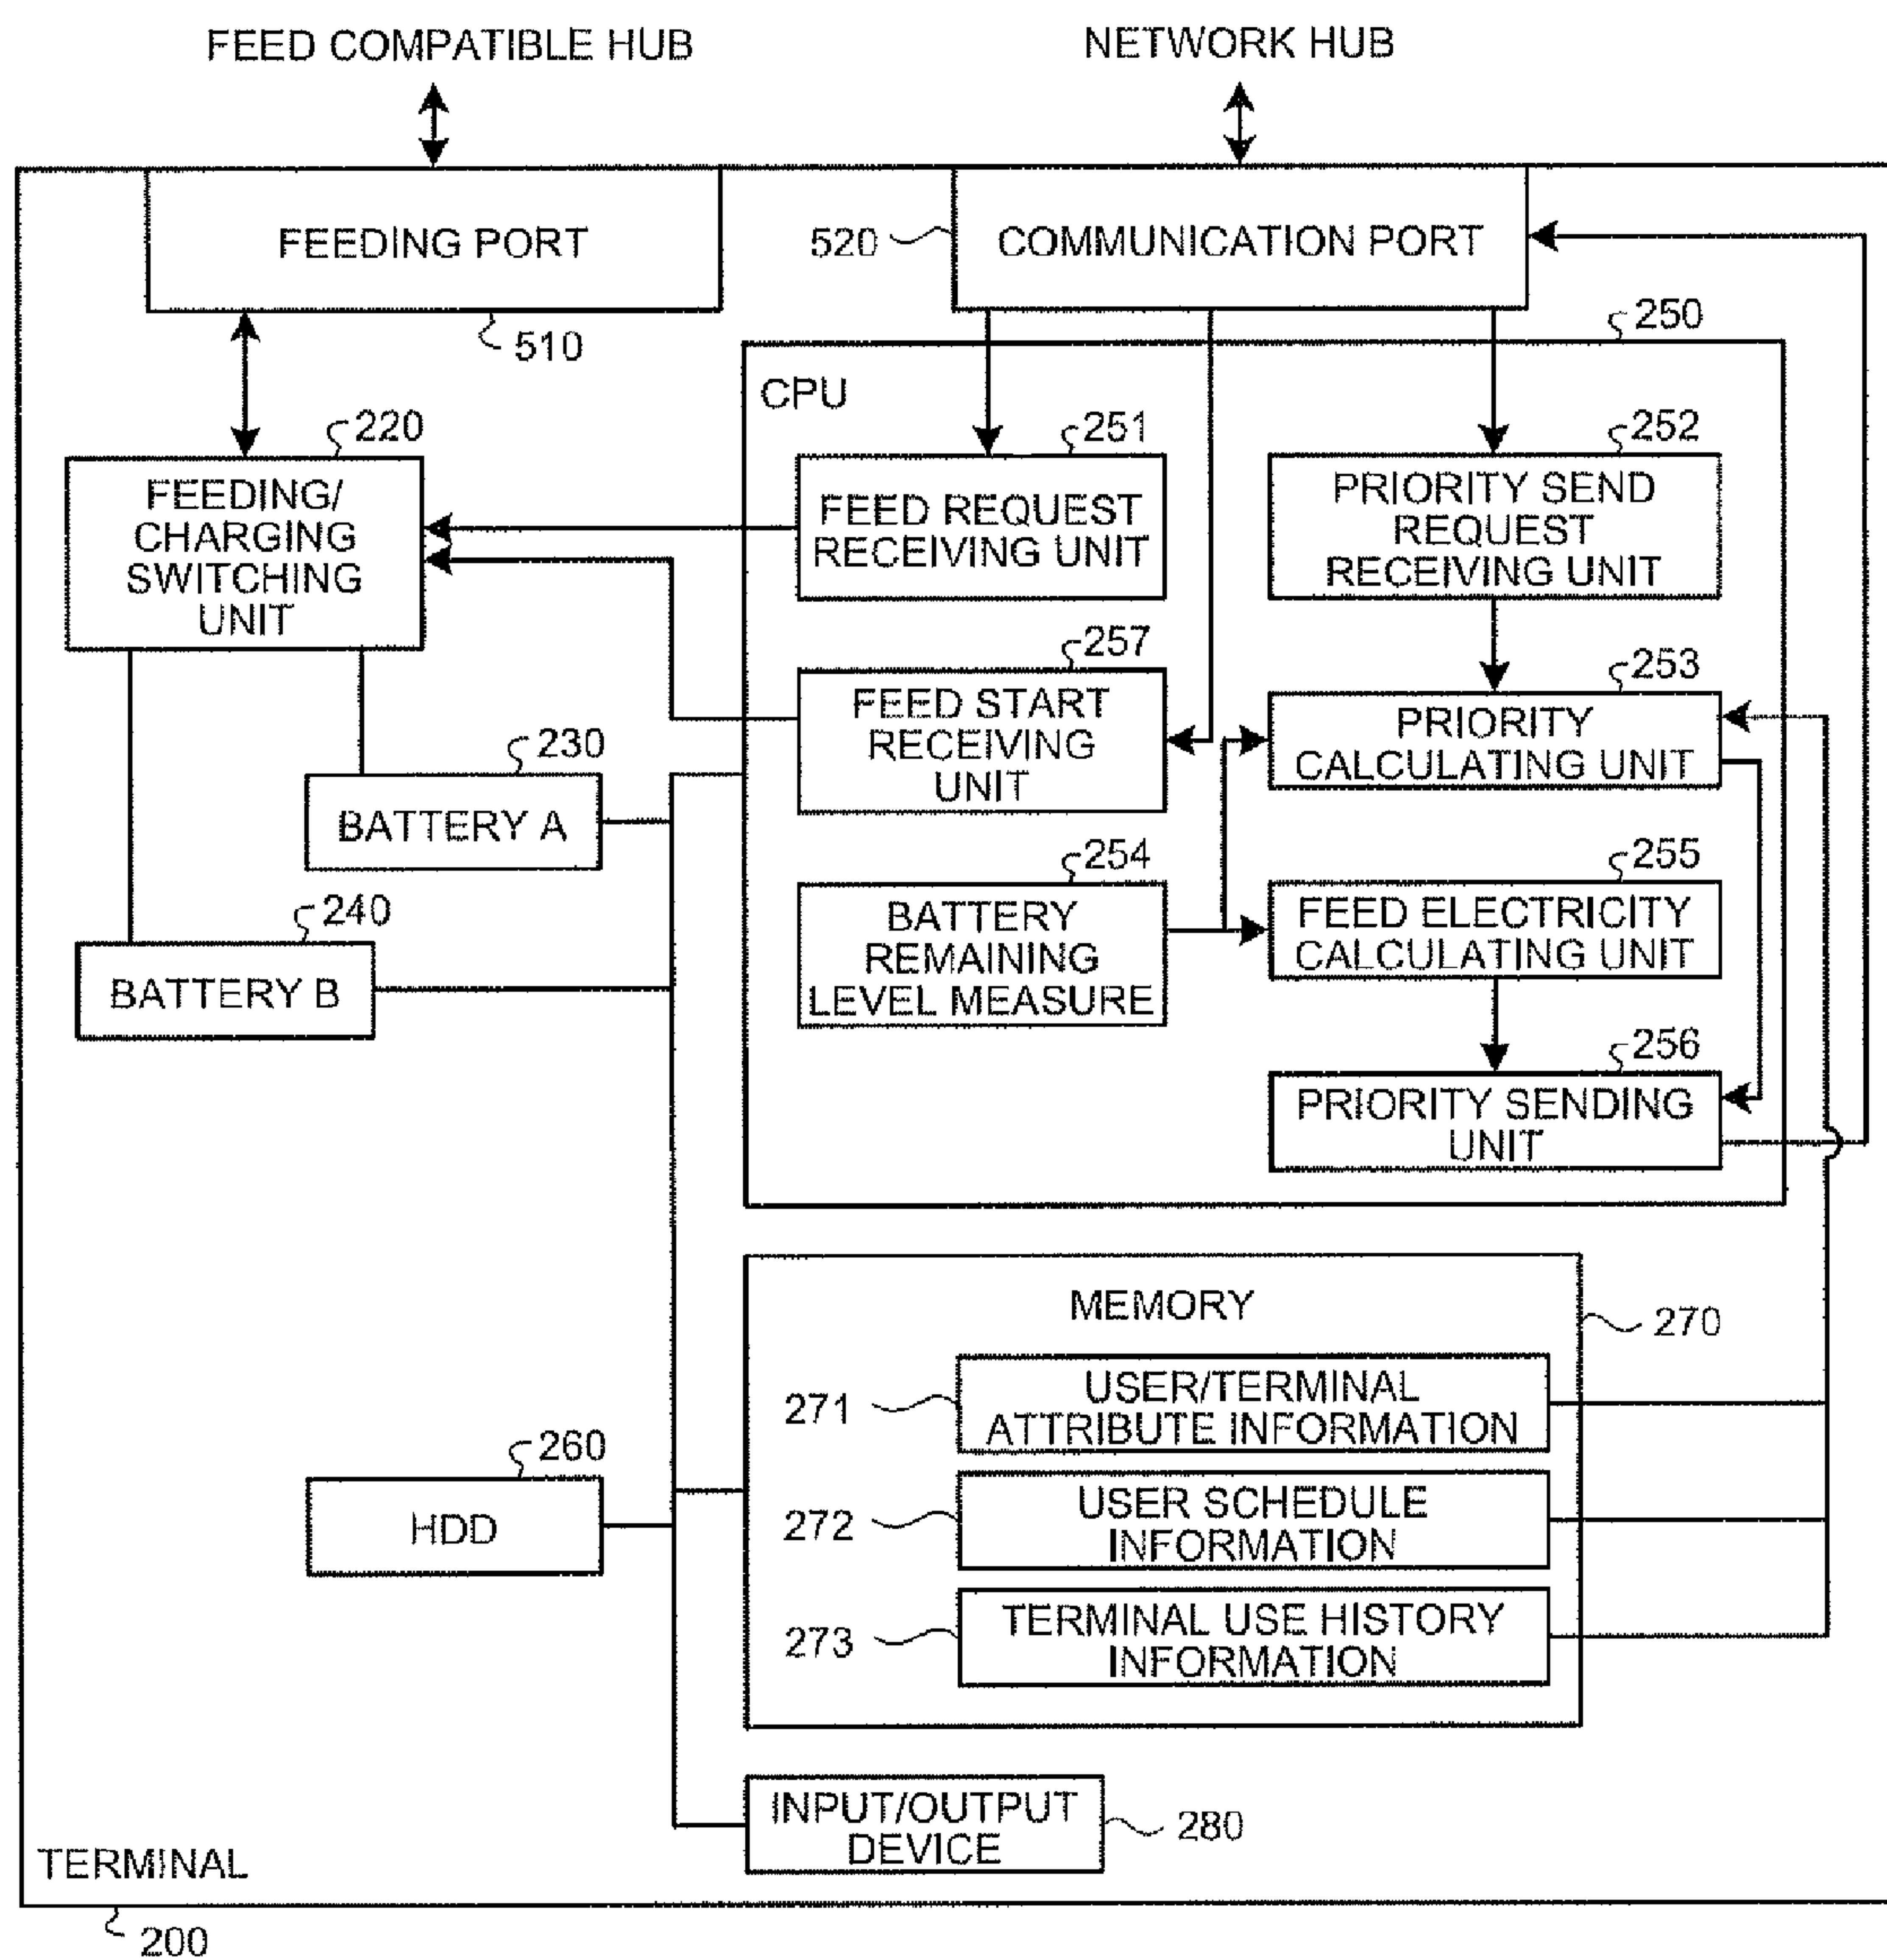 FEED COMPATIBLE HUB
NETWORK HUB
FEEDING PORT
510
520
COMMUNICATION PORT
250
CPU
220
FEEDING/
CHARGING
SWITCHING
UNIT
251
FEED REQUEST
RECEIVING UNIT
252
PRIORITY SEND
REQUEST
RECEIVING UNIT
257
FEED START
RECEIVING
UNIT
253
PRIORITY
CALCULATING UNIT
230
BATTERY A
240
BATTERY B
254
BATTERY
REMAINING
LEVEL MEASURE
255
FEED ELECTRICITY
CALCULATING UNIT
256
PRIORITY SENDING
UNIT
MEMORY
270
271
USER/TERMINAL
ATTRIBUTE INFORMATION
272
USER SCHEDULE
INFORMATION
273
TERMINAL USE HISTORY
INFORMATION
260
HDD
INPUT/OUTPUT
DEVICE
280
TERMINAL
200